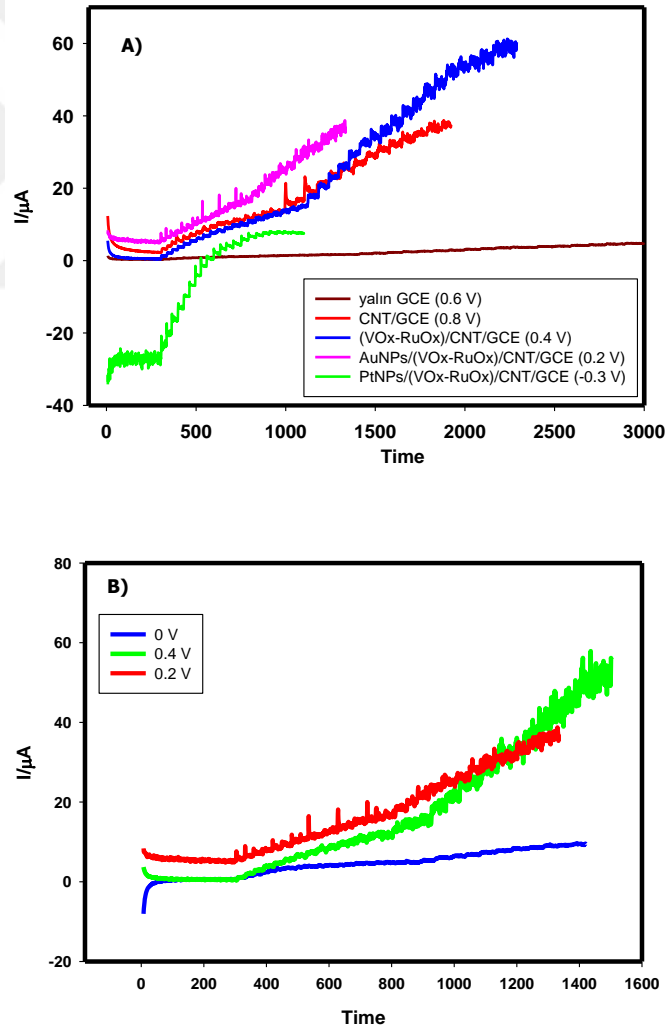 A)
60
40
20
0
-20
-40
I/µA
0 500 1000 1500 2000 2500 3000
Time
yalın GCE (0.6 V)
CNT/GCE (0.8 V)
(VOx-RuOx)/CNT/GCE (0.4 V)
AuNPs/(VOx-RuOx)/CNT/GCE (0.2 V)
PtNPs/(VOx-RuOx)/CNT/GCE (-0.3 V)
B)
80
60
40
20
0
-20
I/µA
0 V
0.4 V
0.2 V
0 200 400 600 800 1000 1200 1400 1600
Time